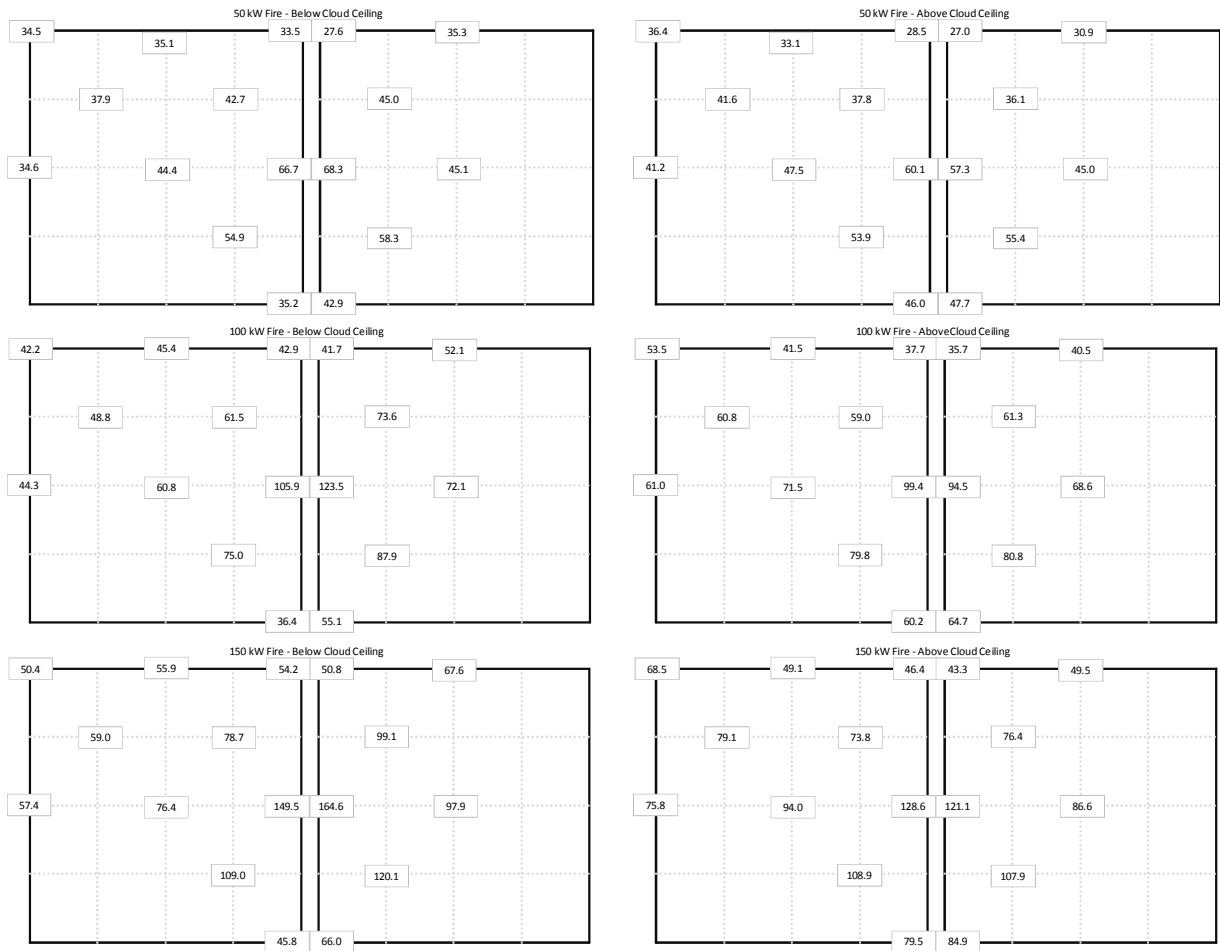 50 kW Fire - Below Cloud Ceiling
34.5 35.1 33.5 27.6 35.3
37.9 42.7 45.0
34.6 44.4 66.7 68.3 45.1
54.9 58.3
35.2 42.9
50 kW Fire - Above Cloud Ceiling
36.4 33.1 28.5 27.0 30.9
41.6 37.8 36.1
41.2 47.5 60.1 57.3 45.0
53.9 55.4
46.0 47.7
100 kW Fire - Below Cloud Ceiling
42.2 45.4 42.9 41.7 52.1
48.8 61.5 73.6
44.3 60.8 105.9 123.5 72.1
75.0 87.9
36.4 55.1
100 kW Fire - AboveCloud Ceiling
53.5 41.5 37.7 35.7 40.5
60.8 59.0 61.3
61.0 71.5 99.4 94.5 68.6
79.8 80.8
60.2 64.7
150 kW Fire - Below Cloud Ceiling
50.4 55.9 54.2 50.8 67.6
59.0 78.7 99.1
57.4 76.4 149.5 164.6 97.9
109.0 120.1
45.8 66.0
150 kW Fire - Above Cloud Ceiling
68.5 49.1 46.4 43.3 49.5
79.1 73.8 76.4
75.8 94.0 128.6 121.1 86.6
108.9 107.9
79.5 84.9